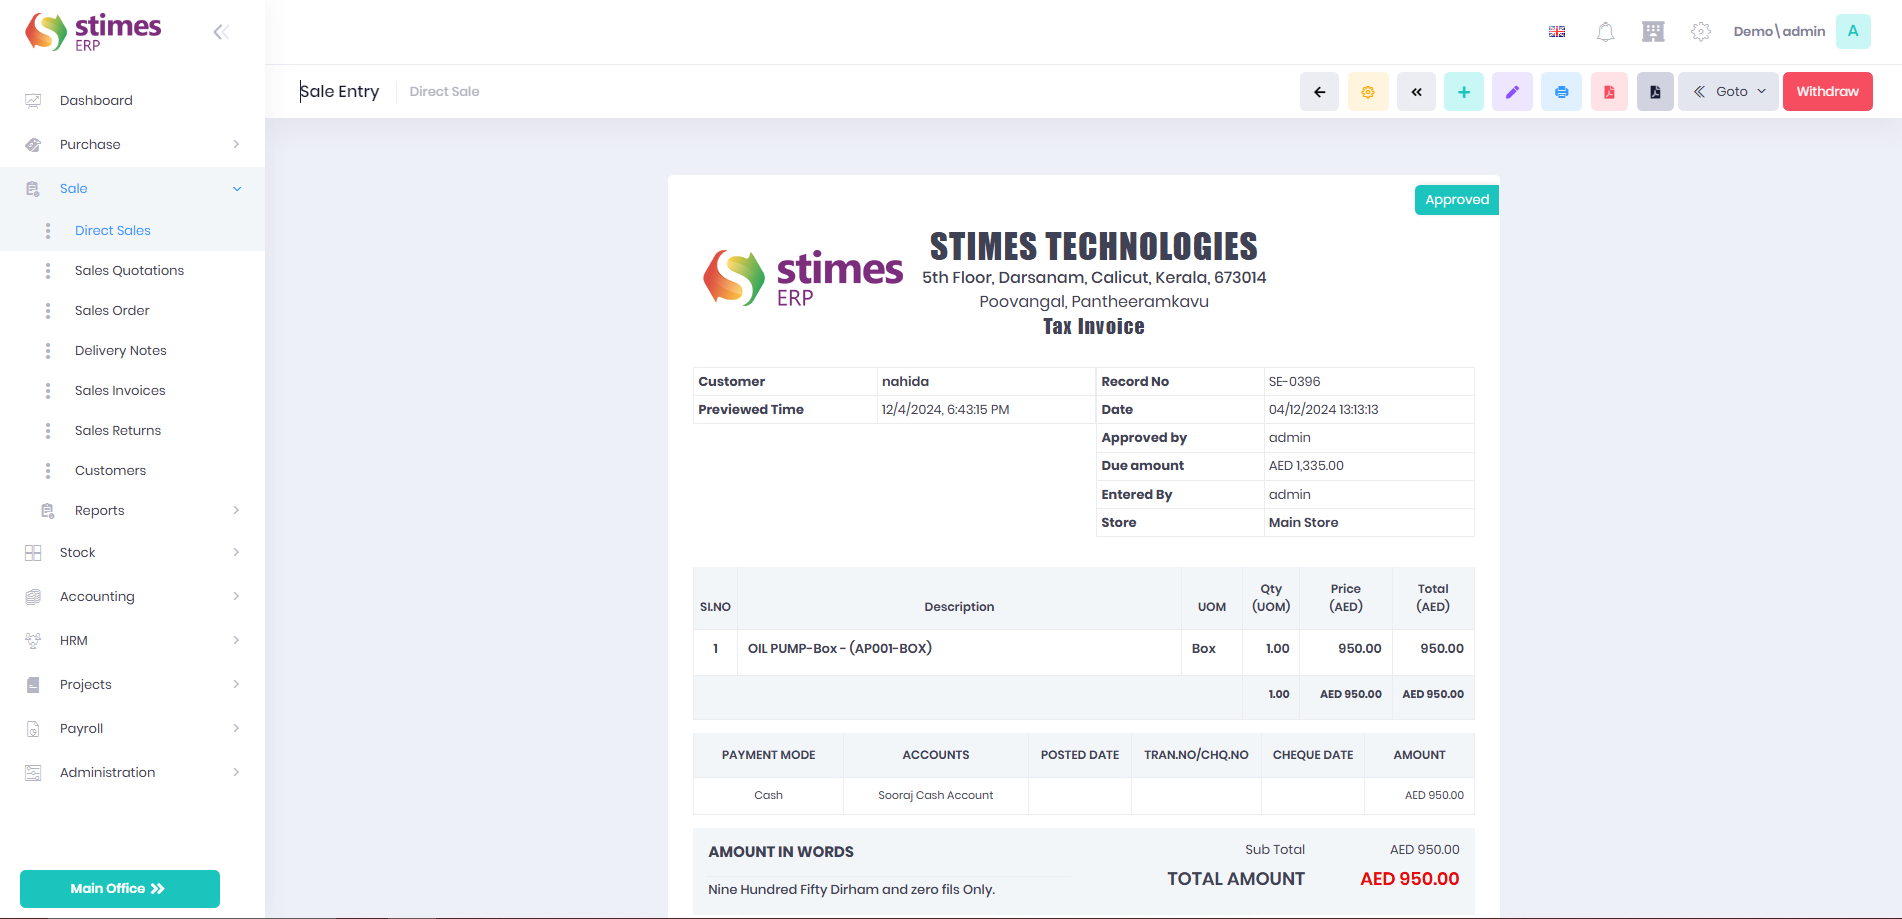 stimes
ERP
Demo\admin
A
Dashboard
Purchase
Sale
Direct Sales
Sales Quotations
Sales Order
Delivery Notes
Sales Invoices
Sales Returns
Customers
Reports
Stock
Accounting
HRM
Projects
Payroll
Administration
Main Office
Sale Entry Direct Sale
Goto Withdraw
Approved
stimes
ERP
STIMES TECHNOLOGIES
5th Floor, Darsanam, Calicut, Kerala, 673014
Poovangal, Pantheeramkavu
Tax Invoice
Customer nahida Record No SE-0396
Previewed Time 12/4/2024, 6:43:15 PM Date 04/12/2024 13:13:13
Approved by admin
Due amount AED 1,335.00
Entered By admin
Store Main Store
SI.NO Description UOM Qty (UOM) Price (AED) Total (AED)
1 OIL PUMP-Box - (AP001-BOX) Box 1.00 950.00 950.00
1.00 AED 950.00 AED 950.00
PAYMENT MODE ACCOUNTS POSTED DATE TRAN.NO/CHQ.NO CHEQUE DATE AMOUNT
Cash Sooraj Cash Account AED 950.00
AMOUNT IN WORDS
Nine Hundred Fifty Dirham and zero fils Only.
Sub Total AED 950.00
TOTAL AMOUNT AED 950.00